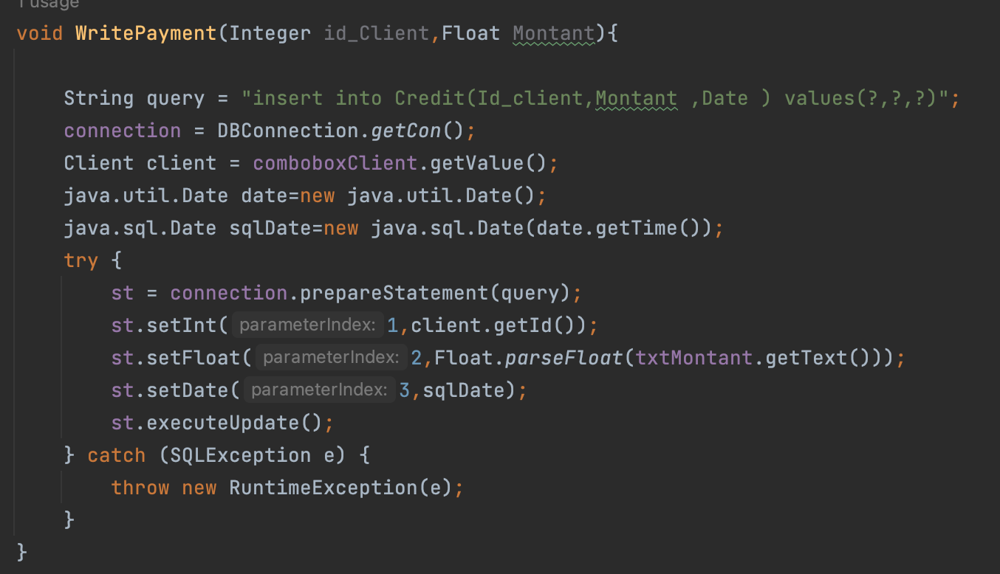 1 usage
void WritePayment(Integer id_Client,Float Montant){
String query = "insert into Credit(Id_client,Montant ,Date ) values(?,?,?)";
connection = DBConnection.getCon();
Client client = comboboxClient.getValue();
java.util.Date date=new java.util.Date();
java.sql.Date sqlDate=new java.sql.Date(date.getTime());
try {
st = connection.prepareStatement(query);
st.setInt( parameterIndex: 1,client.getId());
st.setFloat( parameterIndex: 2,Float.parseFloat(txtMontant.getText()));
st.setDate( parameterIndex: 3,sqlDate);
st.executeUpdate();
} catch (SQLException e) {
throw new RuntimeException(e);
}
}